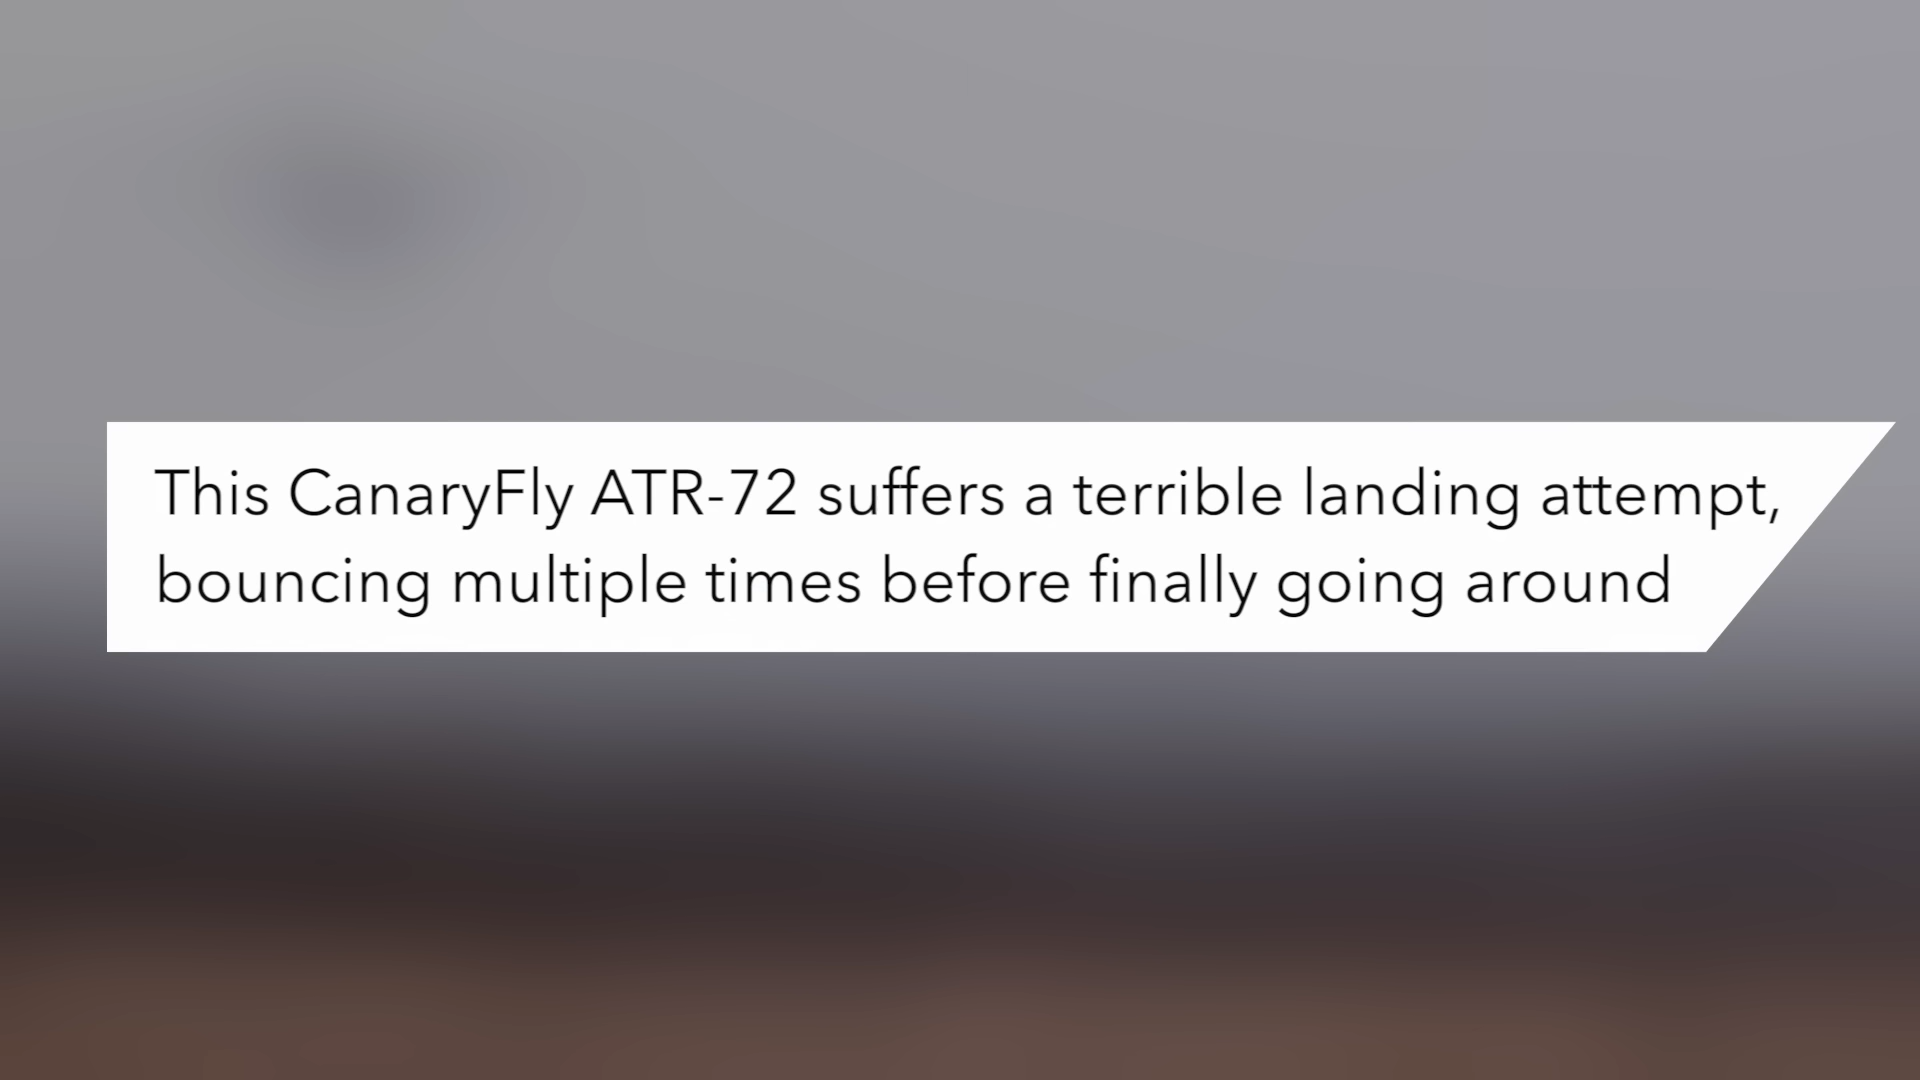 This CanaryFly ATR-72 suffers a terrible landing attempt,
bouncing multiple times before finally going around